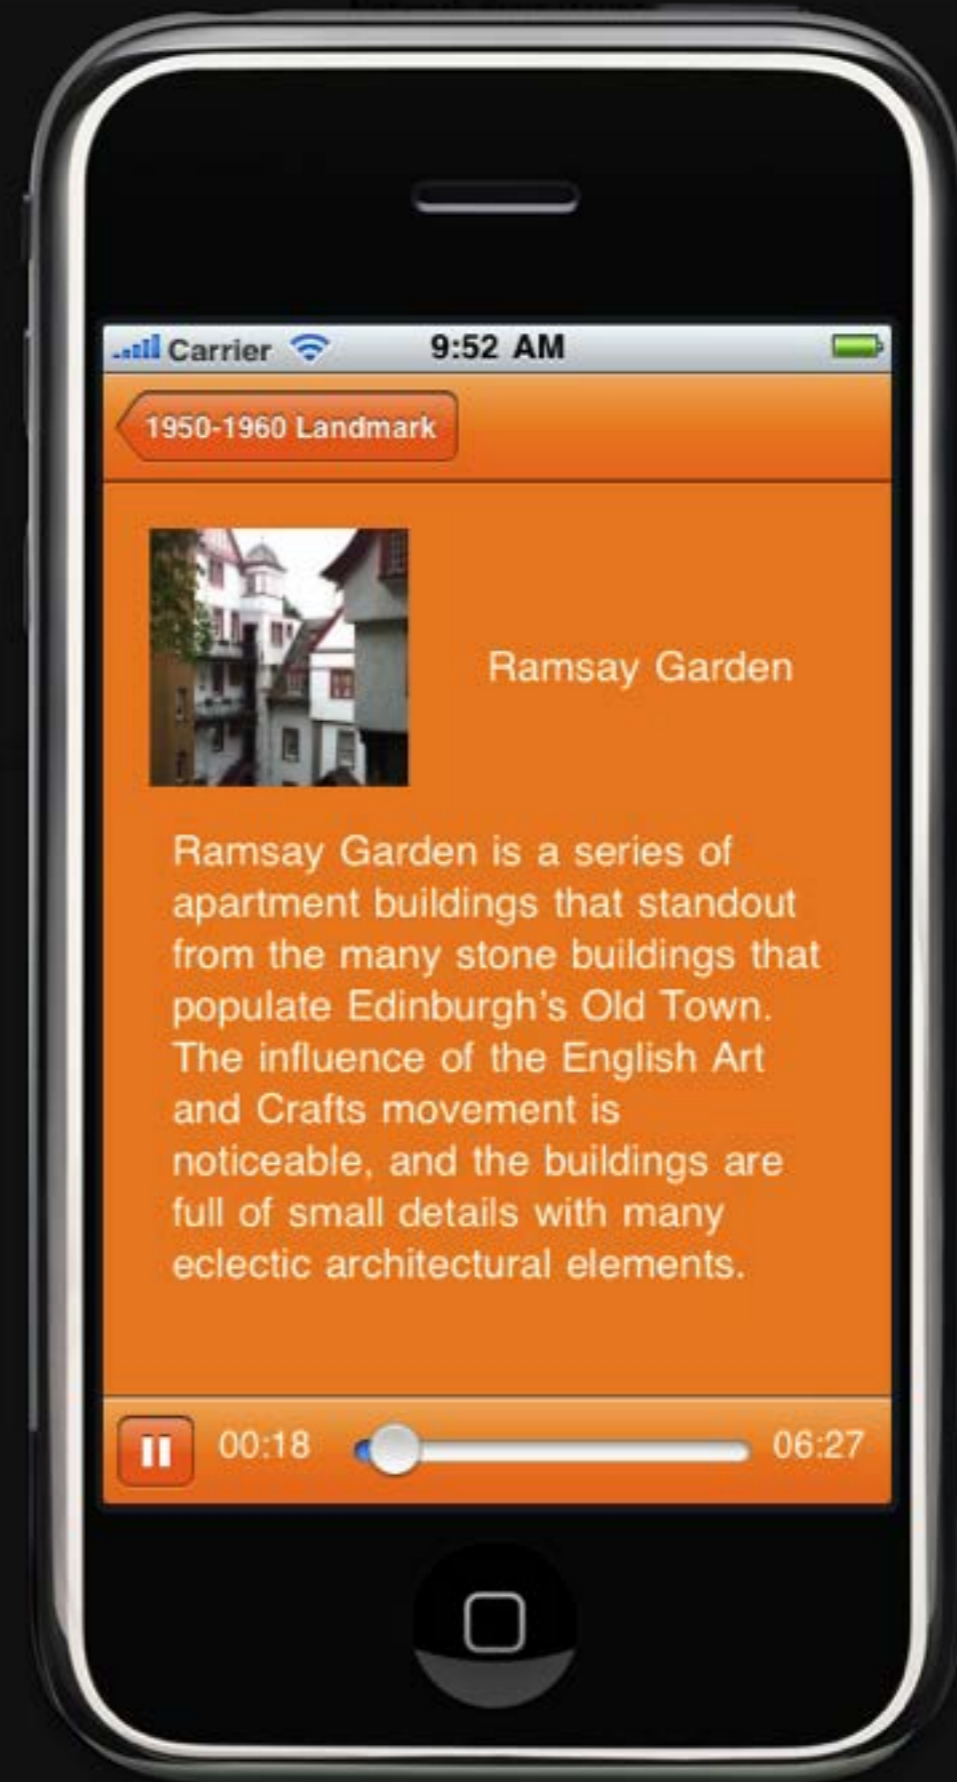 Carrier 9:52 AM
1950-1960 Landmark
Ramsay Garden
Ramsay Garden is a series of
apartment buildings that standout
from the many stone buildings that
populate Edinburgh's Old Town.
The influence of the English Art
and Crafts movement is
noticeable, and the buildings are
full of small details with many
eclectic architectural elements.
00:18 06:27